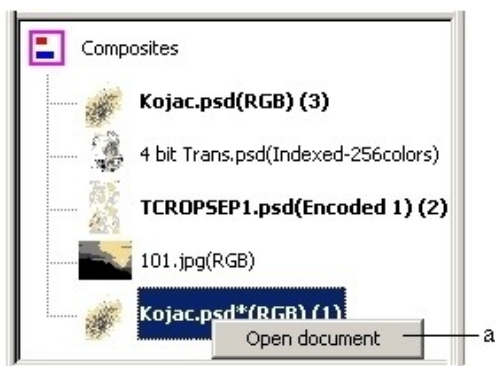 Composites
Kojac.psd(RGB) (3)
4 bit Trans.psd(Indexed-256colors)
TCROPSEP1.psd(Encoded 1) (2)
101.jpg(RGB)
Kojac.psd*(RGB) (1)
Open document
a